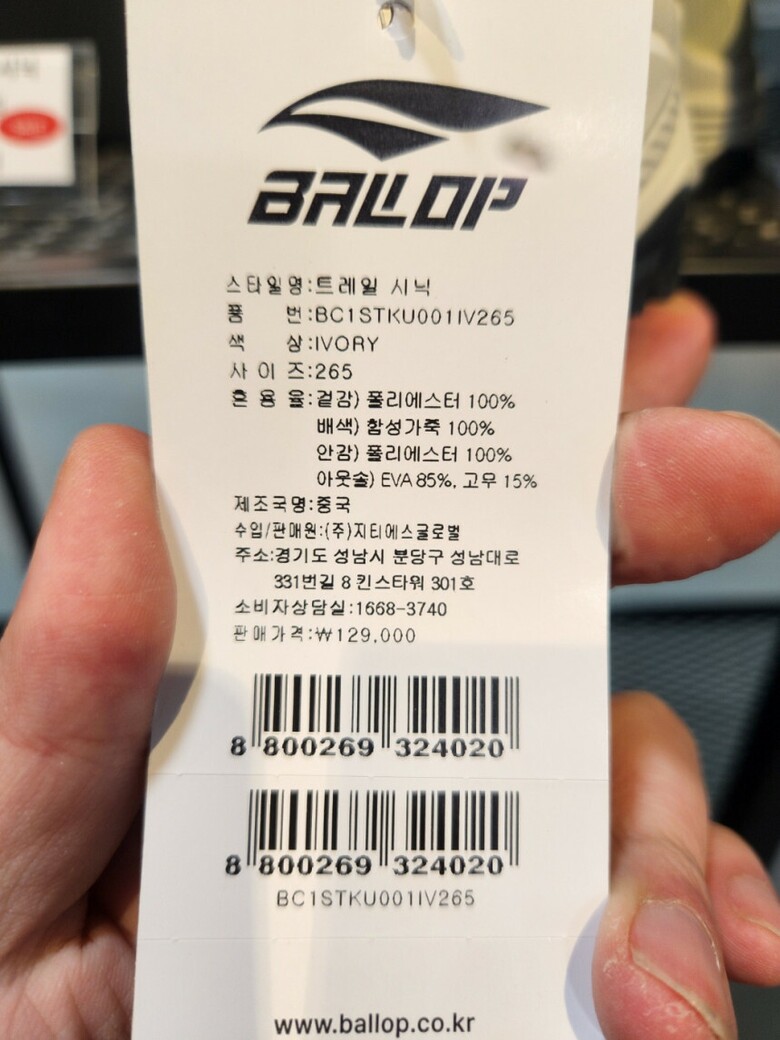 BALLOP
스타일명:트레일 시닉
품 번:BC1STKU001IV265
색 상:IVORY
사 이 즈:265
혼 용 율:겉감) 폴리에스터 100%
배색) 합성가죽 100%
안감) 폴리에스터 100%
아웃솔) EVA 85%, 고무 15%
제조국명:중국
수입/판매원:(주)지티에스글로벌
주소:경기도 성남시 분당구 성남대로
331번길 8 킨스타워 301호
소비자상담실:1668-3740
판매가격:₩129,000
8 800269 324020
8 800269 324020
BC1STKU001IV265
www.ballop.co.kr